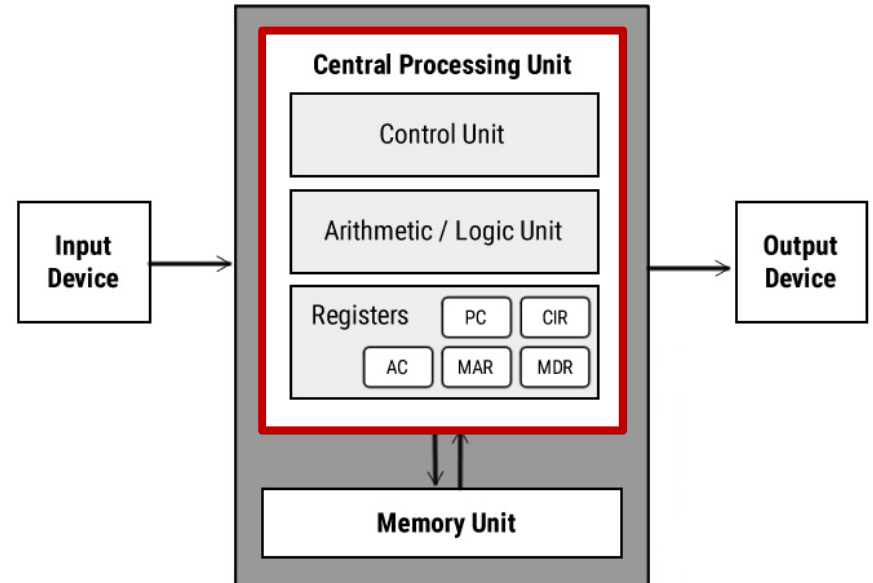 Central Processing Unit
Control Unit
Arithmetic / Logic Unit
Input
Device
Output
Device
Registers PC CIR
AC MAR MDR
Memory Unit